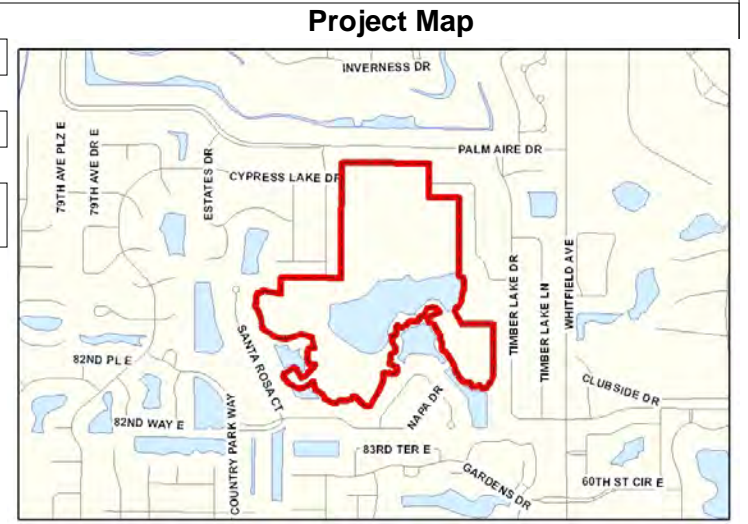 Project Map
INVERNESS DR
PALM AIRE DR
79TH AVE PLZ E
79TH AVE DR E
ESTATES DR
CYPRESS LAKE DR
TIMBER LAKE DR
TIMBER LAKE LN
WHITFIELD AVE
SANTA ROSA CT
82ND PL E
82ND WAY E
COUNTRY PARK WAY
NAPA DR
CLUBSIDE DR
83RD TER E
GARDENS DR
60TH ST CIR E